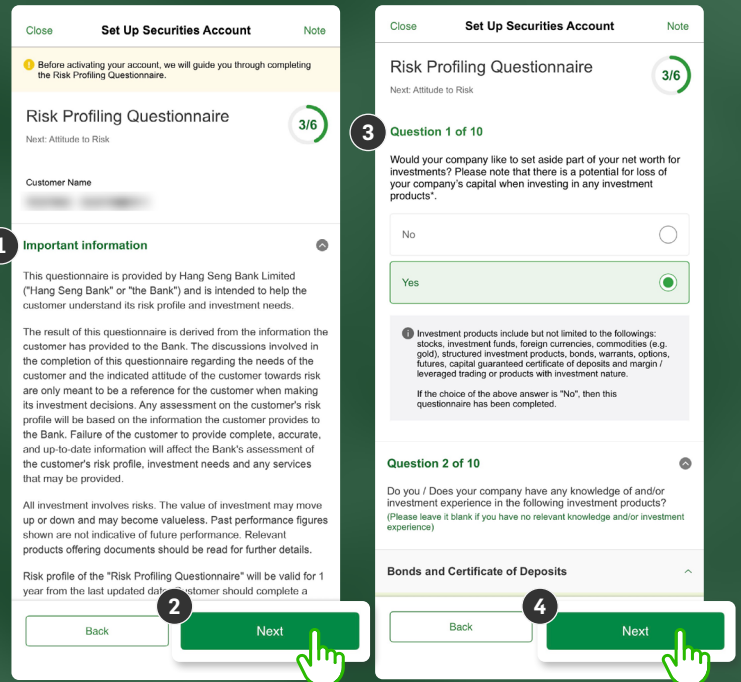 Close
Set Up Securities Account
Note
Before activating your account, we will guide you through completing
the Risk Profiling Questionnaire.
Risk Profiling Questionnaire
3/6
Next: Attitude to Risk
Customer Name
1
Important information
This questionnaire is provided by Hang Seng Bank Limited
("Hang Seng Bank" or "the Bank") and is intended to help the
customer understand its risk profile and investment needs.
The result of this questionnaire is derived from the information the
customer has provided to the Bank. The discussions involved in
the completion of this questionnaire regarding the needs of the
customer and the indicated attitude of the customer towards risk
are only meant to be a reference for the customer when making
its investment decisions. Any assessment on the customer's risk
profile will be based on the information the customer provides to
the Bank. Failure of the customer to provide complete, accurate,
and up-to-date information will affect the Bank's assessment of
the customer's risk profile, investment needs and any services
that may be provided.
All investment involves risks. The value of investment may move
up or down and may become valueless. Past performance figures
shown are not indicative of future performance. Relevant
products offering documents should be read for further details.
Risk profile of the "Risk Profiling Questionnaire" will be valid for 1
year from the last updated date. Customer should complete a
2
Back
Next
Close
Set Up Securities Account
Note
Risk Profiling Questionnaire
3/6
Next: Attitude to Risk
3
Question 1 of 10
Would your company like to set aside part of your net worth for
investments? Please note that there is a potential for loss of
your company's capital when investing in any investment
products*.
No
Yes
Investment products include but not limited to the followings:
stocks, investment funds, foreign currencies, commodities (e.g.
gold), structured investment products, bonds, warrants, options,
futures, capital guaranteed certificate of deposits and margin /
leveraged trading or products with investment nature.
If the choice of the above answer is "No", then this
questionnaire has been completed.
Question 2 of 10
Do you / Does your company have any knowledge of and/or
investment experience in the following investment products?
(Please leave it blank if you have no relevant knowledge and/or investment
experience)
Bonds and Certificate of Deposits
4
Back
Next